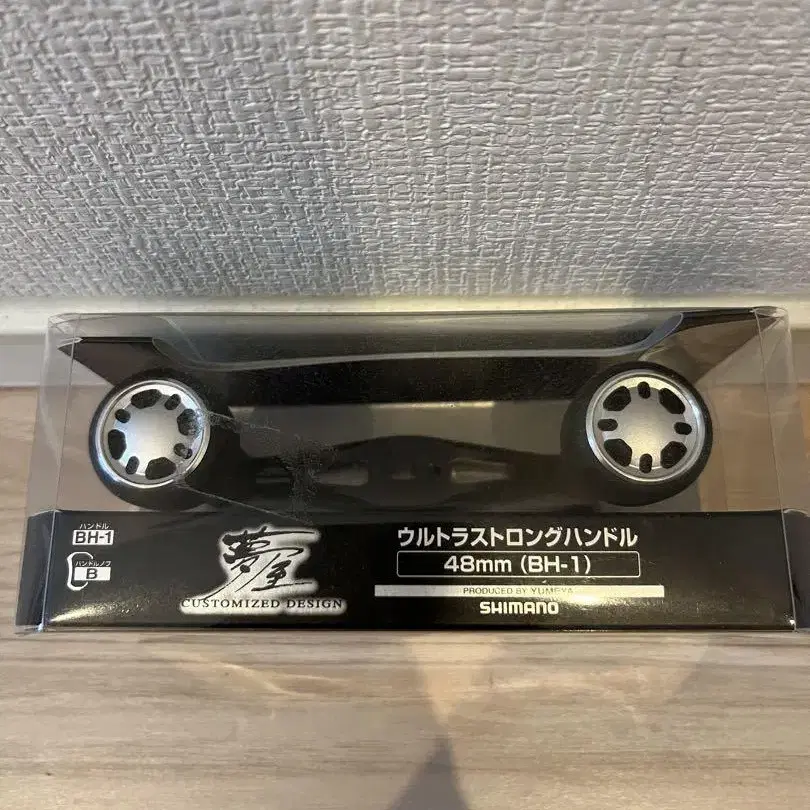 ハンドル
BH-1
ハンドルノブ
B
夢屋
CUSTOMIZED DESIGN
ウルトラストロングハンドル
48mm (BH-1)
PRODUCED BY YUMEYA
SHIMANO